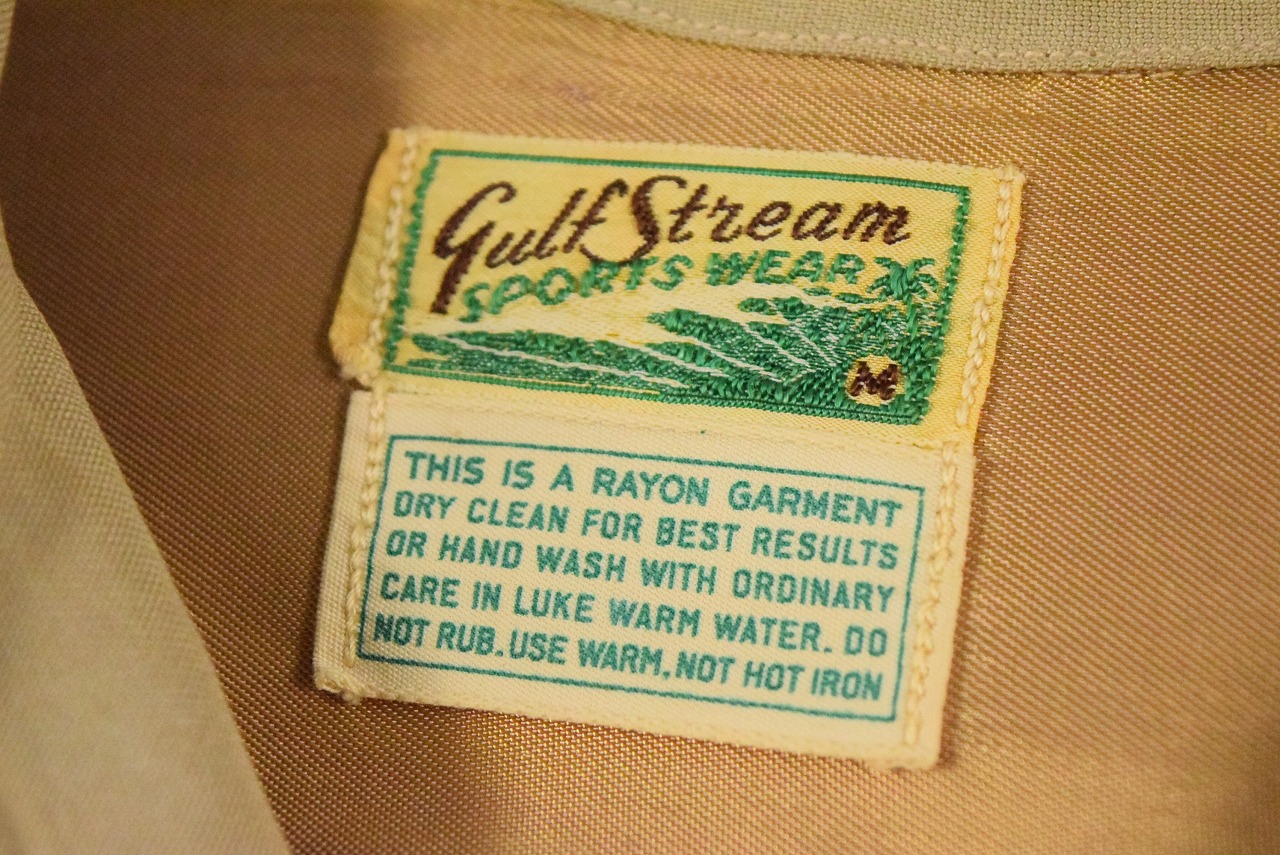 Gulf Stream
SPORTS WEAR
M
THIS IS A RAYON GARMENT
DRY CLEAN FOR BEST RESULTS
OR HAND WASH WITH ORDINARY
CARE IN LUKE WARM WATER. DO
NOT RUB. USE WARM, NOT HOT IRON